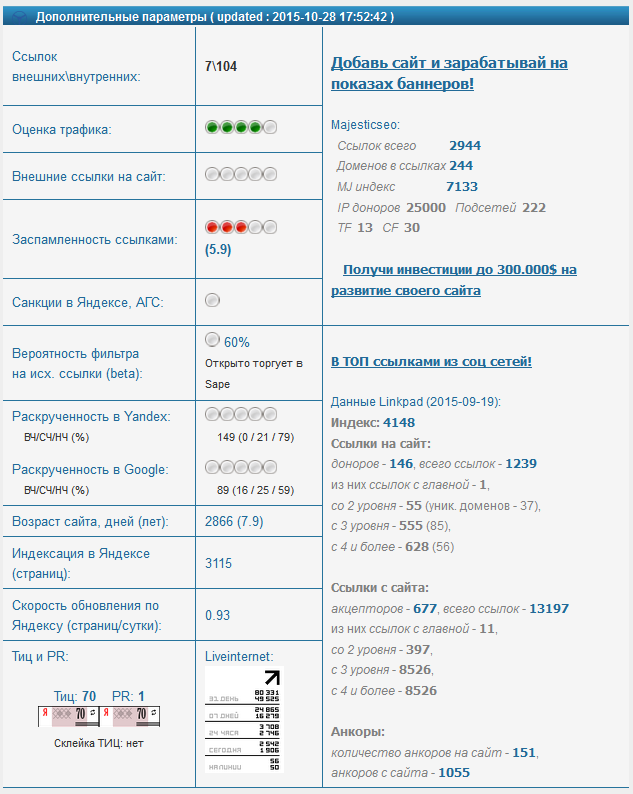 Дополнительные параметры ( updated : 2015-10-28 17:52:42 )
Ссылок
внешних\внутренних:
7\104
Оценка трафика:
Внешние ссылки на сайт:
Заспамленность ссылками:
(5.9)
Санкции в Яндексе, АГС:
Вероятность фильтра
на исх. ссылки (beta):
60%
Открыто торгует в
Sape
Раскрученность в Yandex:
ВЧ/СЧ/НЧ (%)
149 (0 / 21 / 79)
Раскрученность в Google:
ВЧ/СЧ/НЧ (%)
89 (16 / 25 / 59)
Возраст сайта, дней (лет):
2866 (7.9)
Индексация в Яндексе
(страниц):
3115
Скорость обновления по
Яндексу (страниц/сутки):
0.93
Тиц и PR:
Тиц: 70 PR: 1
Я 70 Я 70
Склейка ТИЦ: нет
Liveinternet:
31 ДЕНЬ 80 331
49 525
07 ДНЕЙ 24 865
16 279
24 ЧАСА 3 708
2 746
СЕГОДНЯ 2 542
1 906
НА ЛИНИИ 56
50
Добавь сайт и зарабатывай на
показах баннеров!
Majesticseo:
Ссылок всего 2944
Доменов в ссылках 244
MJ индекс 7133
IP доноров 25000 Подсетей 222
TF 13 CF 30
Получи инвестиции до 300.000$ на
развитие своего сайта
В ТОП ссылками из соц сетей!
Данные Linkpad (2015-09-19):
Индекс: 4148
Ссылки на сайт:
доноров - 146, всего ссылок - 1239
из них ссылок с главной - 1,
со 2 уровня - 55 (уник. доменов - 37),
с 3 уровня - 555 (85),
с 4 и более - 628 (56)
Ссылки с сайта:
акцепторов - 677, всего ссылок - 13197
из них ссылок с главной - 11,
со 2 уровня - 397,
с 3 уровня - 8526,
с 4 и более - 8526
Анкоры:
количество анкоров на сайт - 151,
анкоров с сайта - 1055